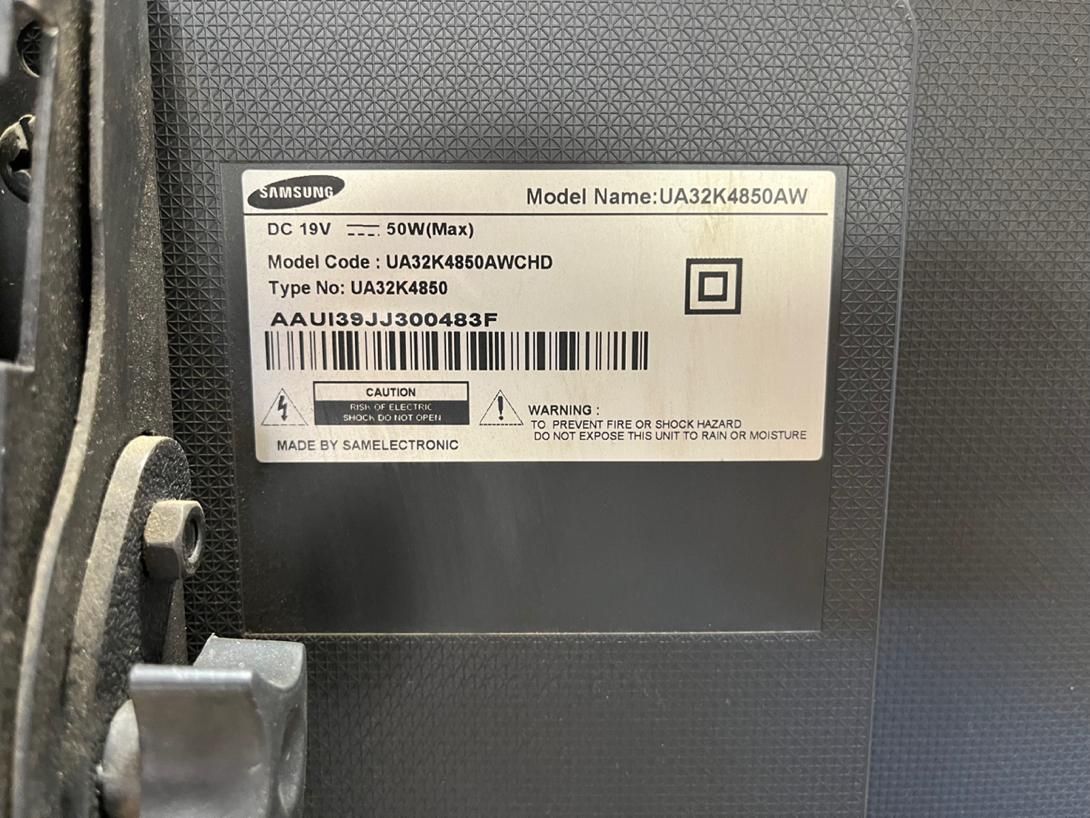 SAMSUNG
Model Name:UA32K4850AW
DC 19V ⎓ 50W(Max)
Model Code : UA32K4850AWCHD
Type No: UA32K4850
AAUI39JJ300483F
CAUTION
RISK OF ELECTRIC
SHOCK DO NOT OPEN
WARNING :
TO PREVENT FIRE OR SHOCK HAZARD
DO NOT EXPOSE THIS UNIT TO RAIN OR MOISTURE
MADE BY SAMELECTRONIC